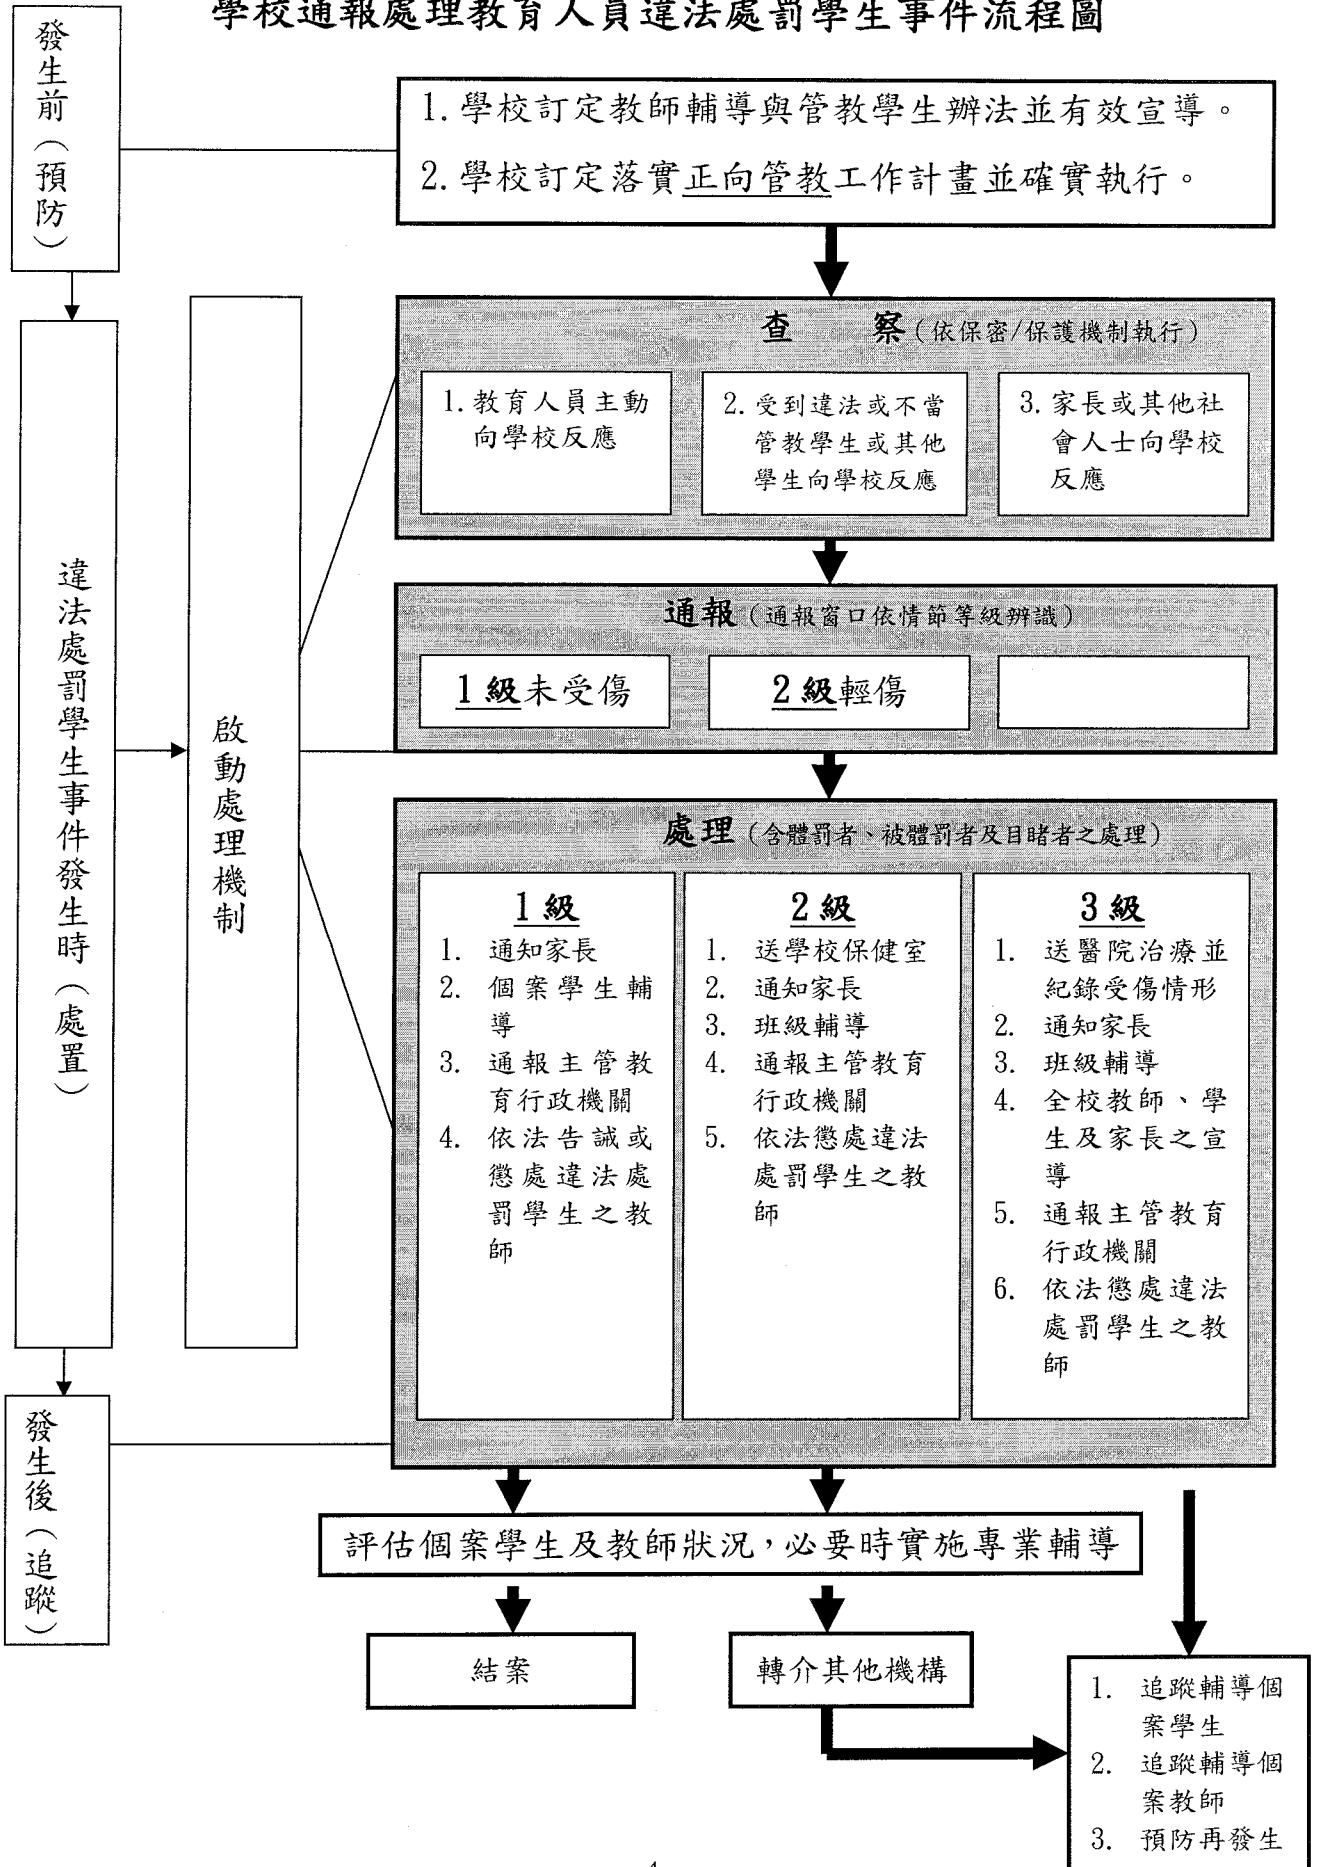 學校通報處理教育人員違法處罰學生事件流程圖
發生前（預防）
1.學校訂定教師輔導與管教學生辦法並有效宣導。
2.學校訂定落實正向管教工作計畫並確實執行。
違法處罰學生事件發生時（處置）
啟動處理機制
查 察（依保密/保護機制執行）
1.教育人員主動
向學校反應
2.受到違法或不當
管教學生或其他
學生向學校反應
3.家長或其他社
會人士向學校
反應
通報（通報窗口依情節等級辨識）
1級未受傷
2級輕傷
處理（含體罰者、被體罰者及目睹者之處理）
1級
1. 通知家長
2. 個案學生輔
導
3. 通報主管教
育行政機關
4. 依法告誡或
懲處違法處
罰學生之教
師
2級
1. 送學校保健室
2. 通知家長
3. 班級輔導
4. 通報主管教育
行政機關
5. 依法懲處違法
處罰學生之教
師
3級
1. 送醫院治療並
紀錄受傷情形
2. 通知家長
3. 班級輔導
4. 全校教師、學
生及家長之宣
導
5. 通報主管教育
行政機關
6. 依法懲處違法
處罰學生之教
師
發生後（追蹤）
評估個案學生及教師狀況，必要時實施專業輔導
結案
轉介其他機構
1. 追蹤輔導個
案學生
2. 追蹤輔導個
案教師
3. 預防再發生